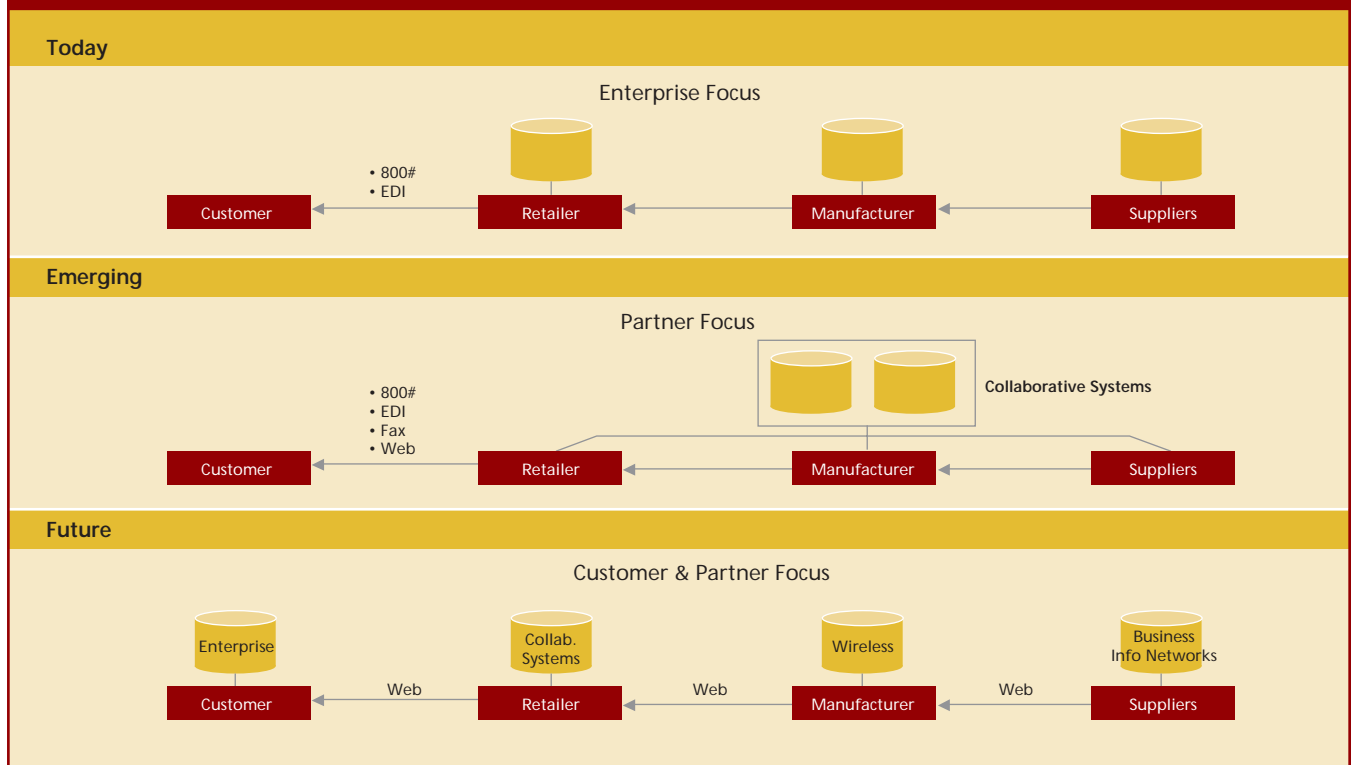 Today
Enterprise Focus
• 800#
• EDI
Customer
Retailer
Manufacturer
Suppliers
Emerging
Partner Focus
Collaborative Systems
• 800#
• EDI
• Fax
• Web
Customer
Retailer
Manufacturer
Suppliers
Future
Customer & Partner Focus
Enterprise
Collab.
Systems
Wireless
Business
Info Networks
Customer
Web
Retailer
Web
Manufacturer
Web
Suppliers